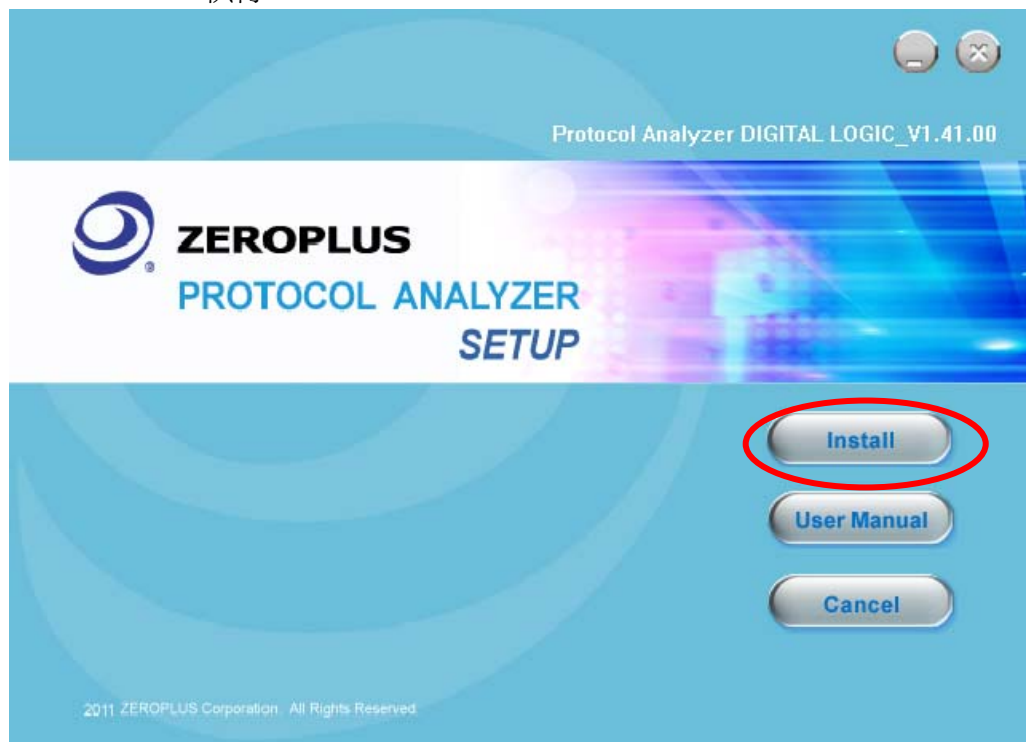 Protocol Analyzer DIGITAL LOGIC_V1.41.00
ZEROPLUS
PROTOCOL ANALYZER
SETUP
Install
User Manual
Cancel
2011 ZEROPLUS Corporation. All Rights Reserved.